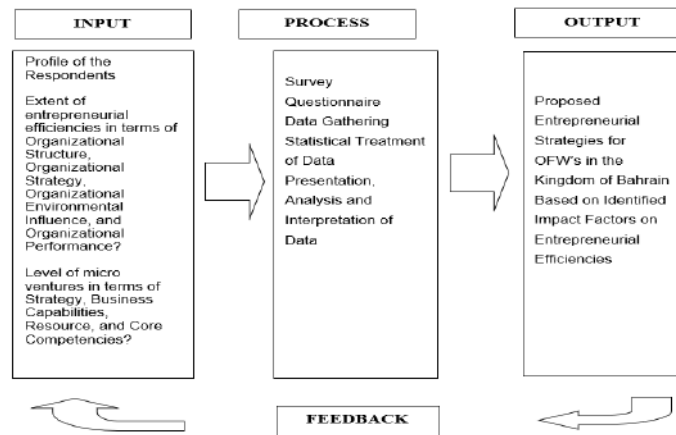 INPUT
PROCESS
OUTPUT
Profile of the
Respondents
Extent of
entrepreneurial
efficiencies in terms of
Organizational
Structure,
Organizational
Strategy,
Organizational
Environmental
Influence, and
Organizational
Performance?
Level of micro
ventures in terms of
Strategy, Business
Capabilities,
Resource, and Core
Competencies?
Survey
Questionnaire
Data Gathering
Statistical Treatment
of Data
Presentation,
Analysis and
Interpretation of
Data
Proposed
Entrepreneurial
Strategies for
OFW's in the
Kingdom of Bahrain
Based on Identified
Impact Factors on
Entrepreneurial
Efficiencies
FEEDBACK